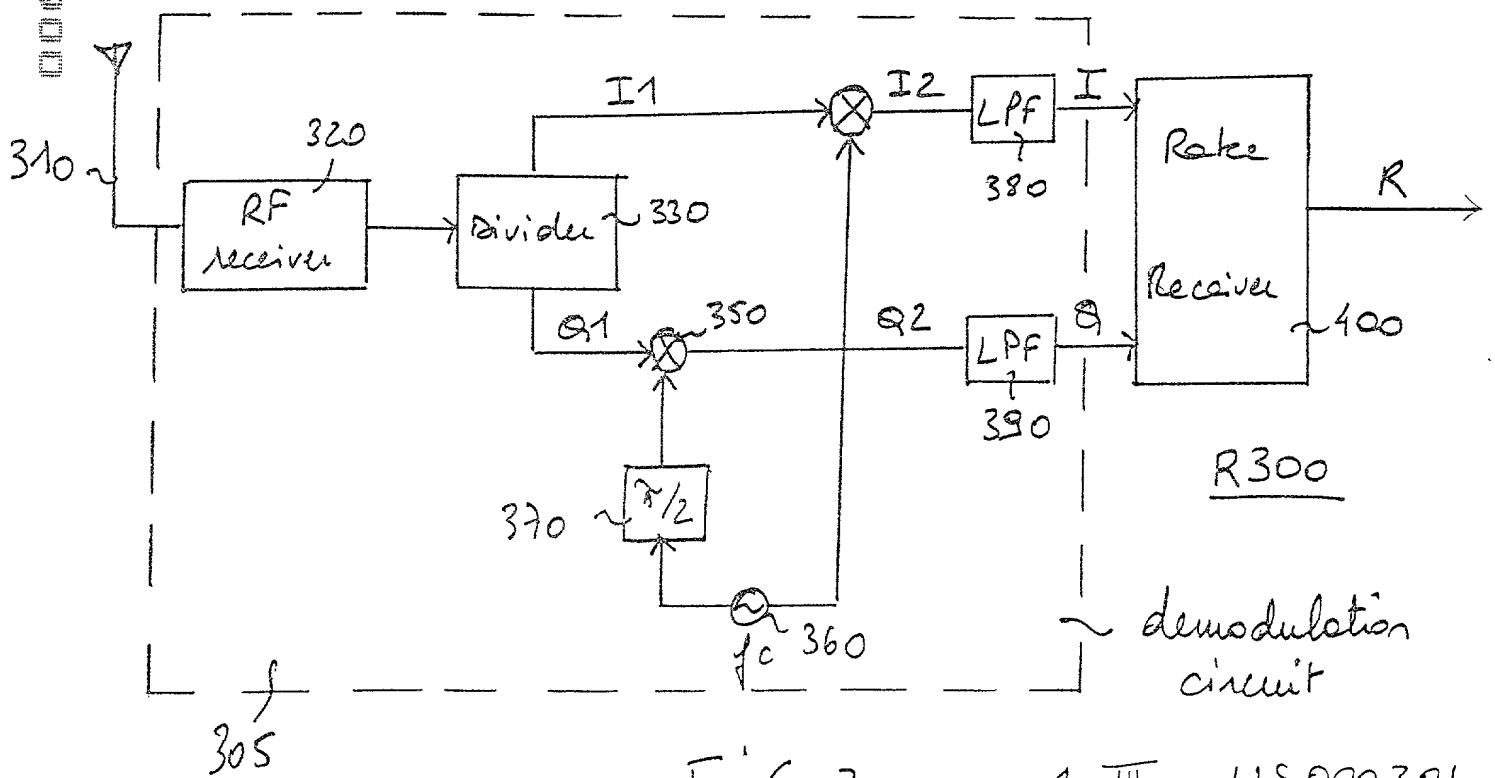 I1
I2
LPF
I
320
310
RF
receiver
Divider
330
380
Rake
Receiver
R
400
Q1
350
Q2
LPF
Q
390
R300
370
π/2
fc
360
demodulation
circuit
305